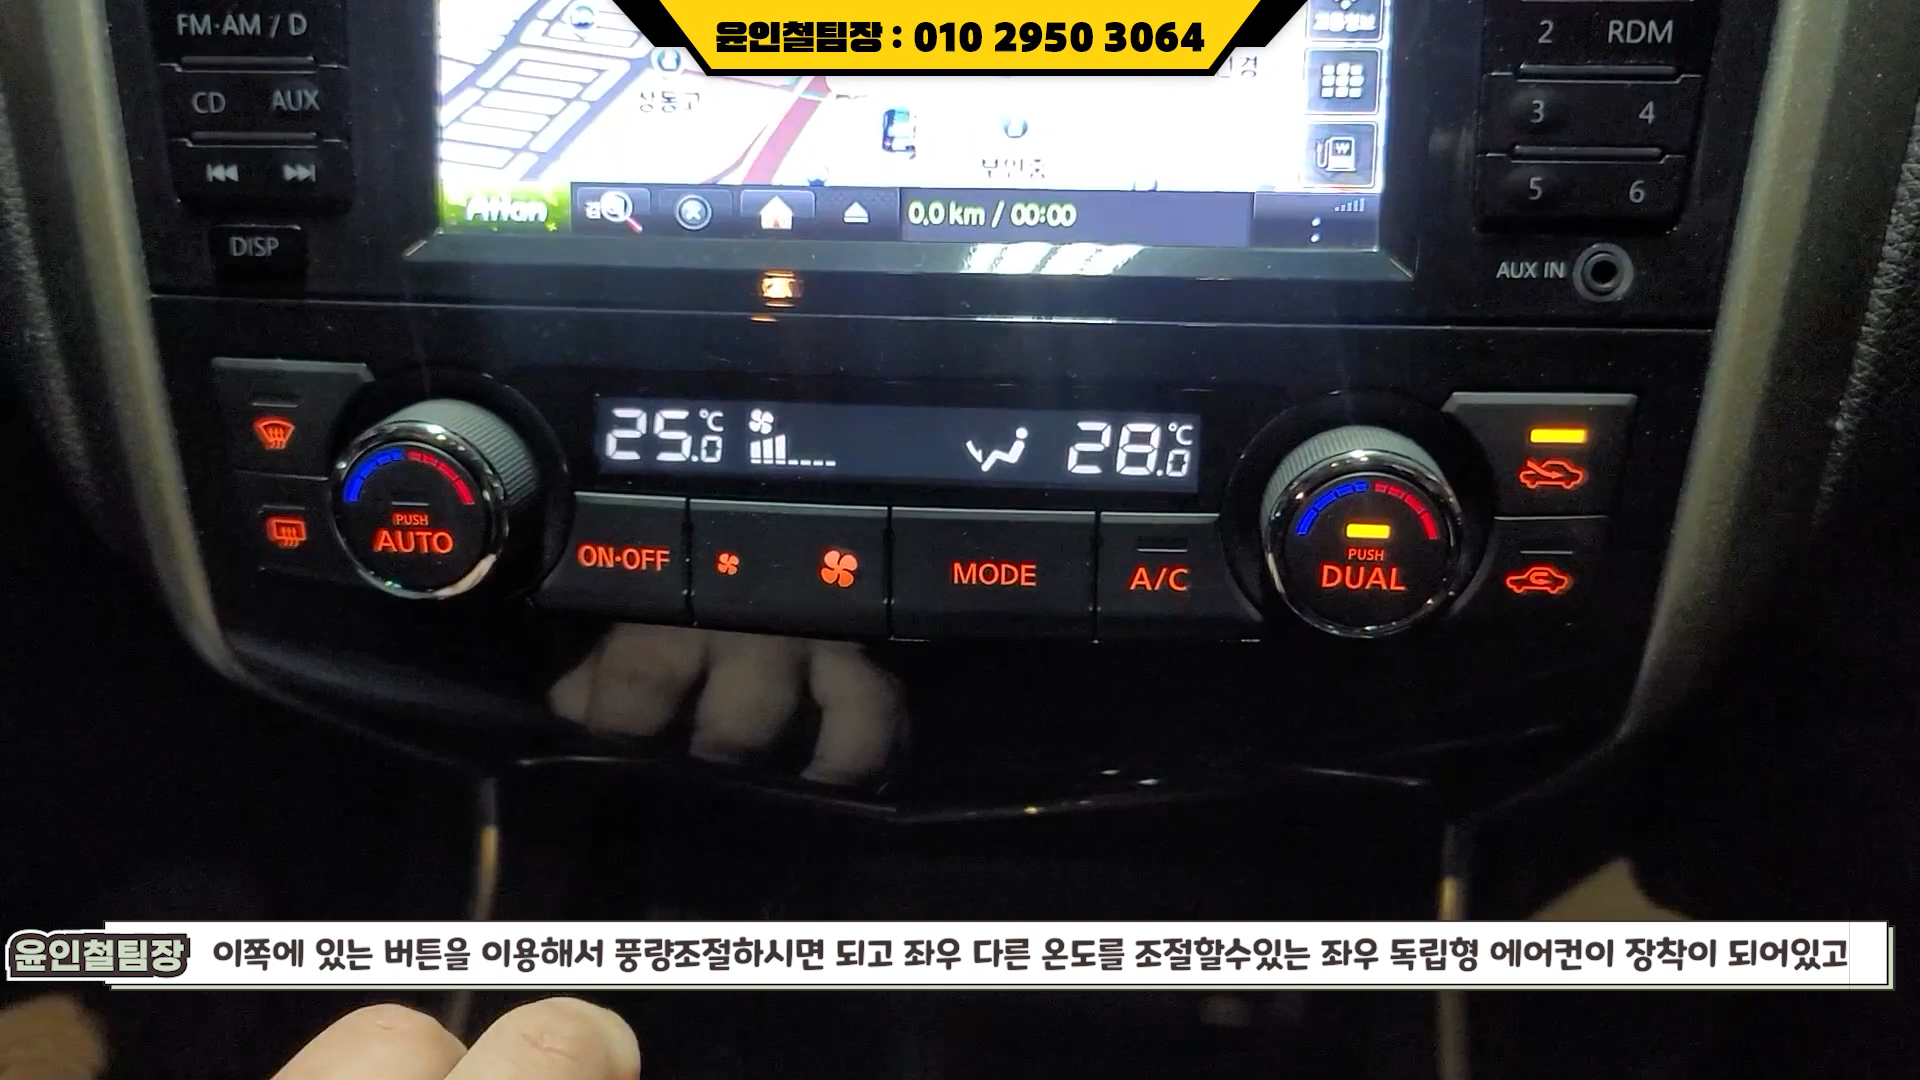 윤인철팀장 : 010 2950 3064
FM·AM / D
CD AUX
DISP
상동고
Atlan
0.0 km / 00:00
2 RDM
3 4
5 6
AUX IN
25.0 °C
28.0 °C
PUSH
AUTO
ON·OFF
MODE
A/C
PUSH
DUAL
윤인철팀장 이쪽에 있는 버튼을 이용해서 풍량조절하시면 되고 좌우 다른 온도를 조절할수있는 좌우 독립형 에어컨이 장착이 되어있고